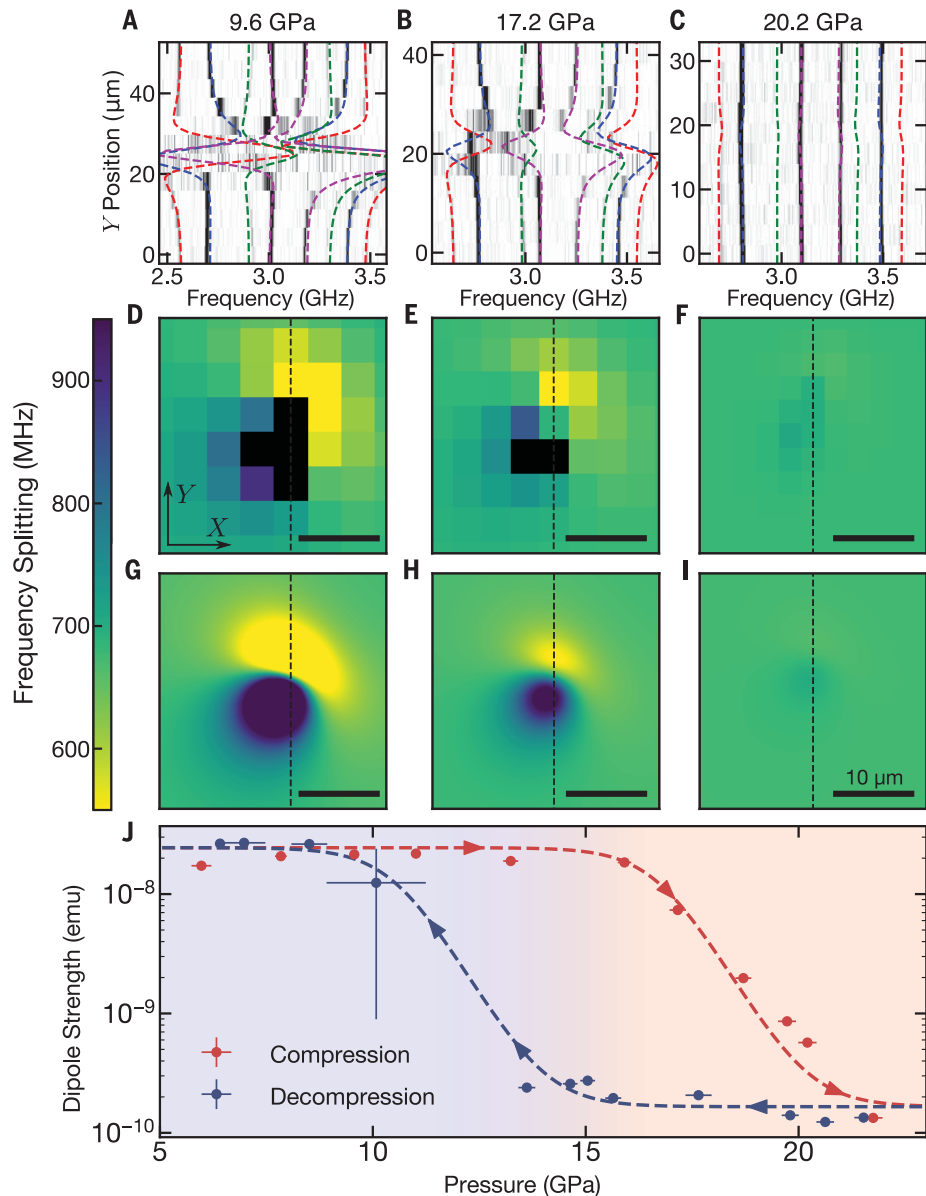 A 9.6 GPa
B 17.2 GPa
C 20.2 GPa
Y Position (μm)
40
20
0
40
30
20
10
0
30
20
10
0
2.5 3.0 3.5
3.0 3.5
3.0 3.5
Frequency (GHz)
Frequency (GHz)
Frequency (GHz)
D
E
F
Y
X
Frequency Splitting (MHz)
900
800
700
600
G
H
I
10 μm
J
Dipole Strength (emu)
10⁻⁸
10⁻⁹
10⁻¹⁰
Compression
Decompression
5 10 15 20
Pressure (GPa)